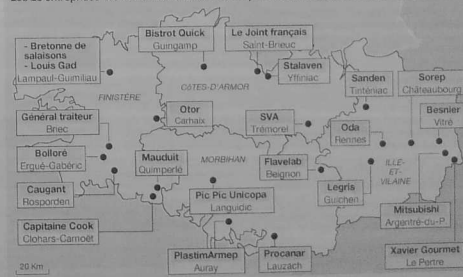 Bistrot Quick
Guingamp
Le Joint français
Saint-Brieuc
- Bretonne de
salaisons
- Louis Gad
Lampaul-Guimiliau
Stalaven
Yffiniac
Sanden
Tinténiac
Sorep
Châteaubourg
FINISTÈRE
CÔTES-D'ARMOR
Général traiteur
Briec
Otor
Carhaix
SVA
Trémorel
Oda
Rennes
Besnier
Vitré
Bolloré
Ergué-Gabéric
Mauduit
Quimperlé
MORBIHAN
Flavelab
Beignon
ILLE-
ET-
VILAINE
Caugant
Rosporden
Pic Pic Unicopa
Languidic
Legris
Guichen
Mitsubishi
Argentré-du-P.
Capitaine Cook
Clohars-Carnoët
PlastimArmep
Auray
Procanar
Lauzach
Xavier Gourmet
Le Pertre
20 Km